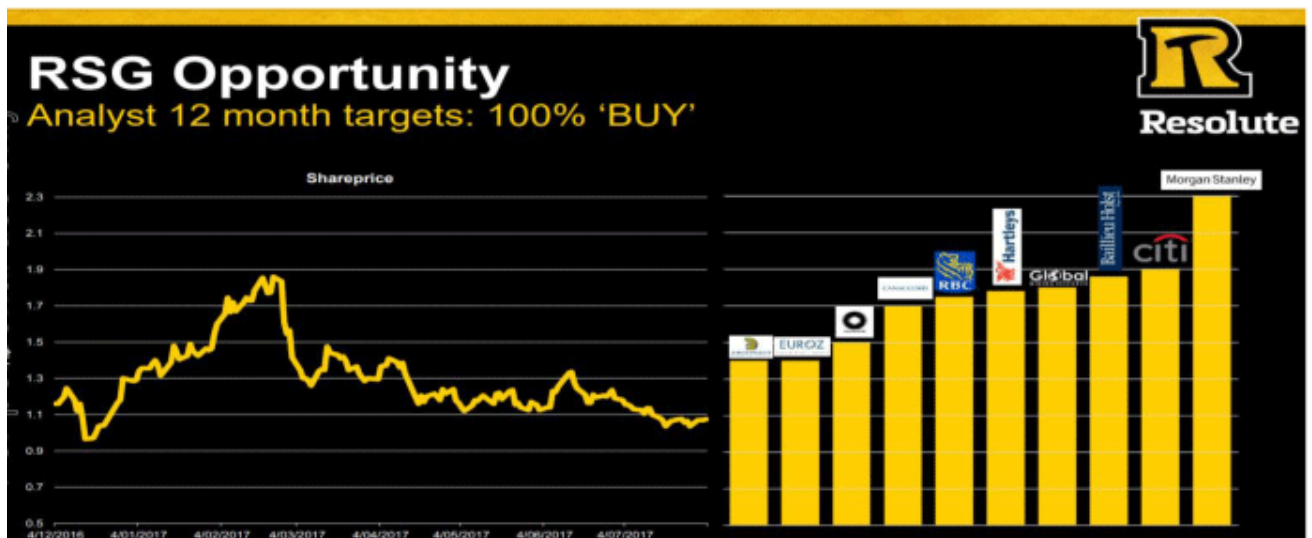 RSG Opportunity
Analyst 12 month targets: 100% ‘BUY’
Resolute
Shareprice
2.3
2.1
1.9
1.7
1.5
1.3
1.1
0.9
0.7
0.5
4/12/2016 4/01/2017 4/02/2017 4/03/2017 4/04/2017 4/05/2017 4/06/2017 4/07/2017
EUROZ
RBC
Hartleys
Global
Baillieu Holst
citi
Morgan Stanley